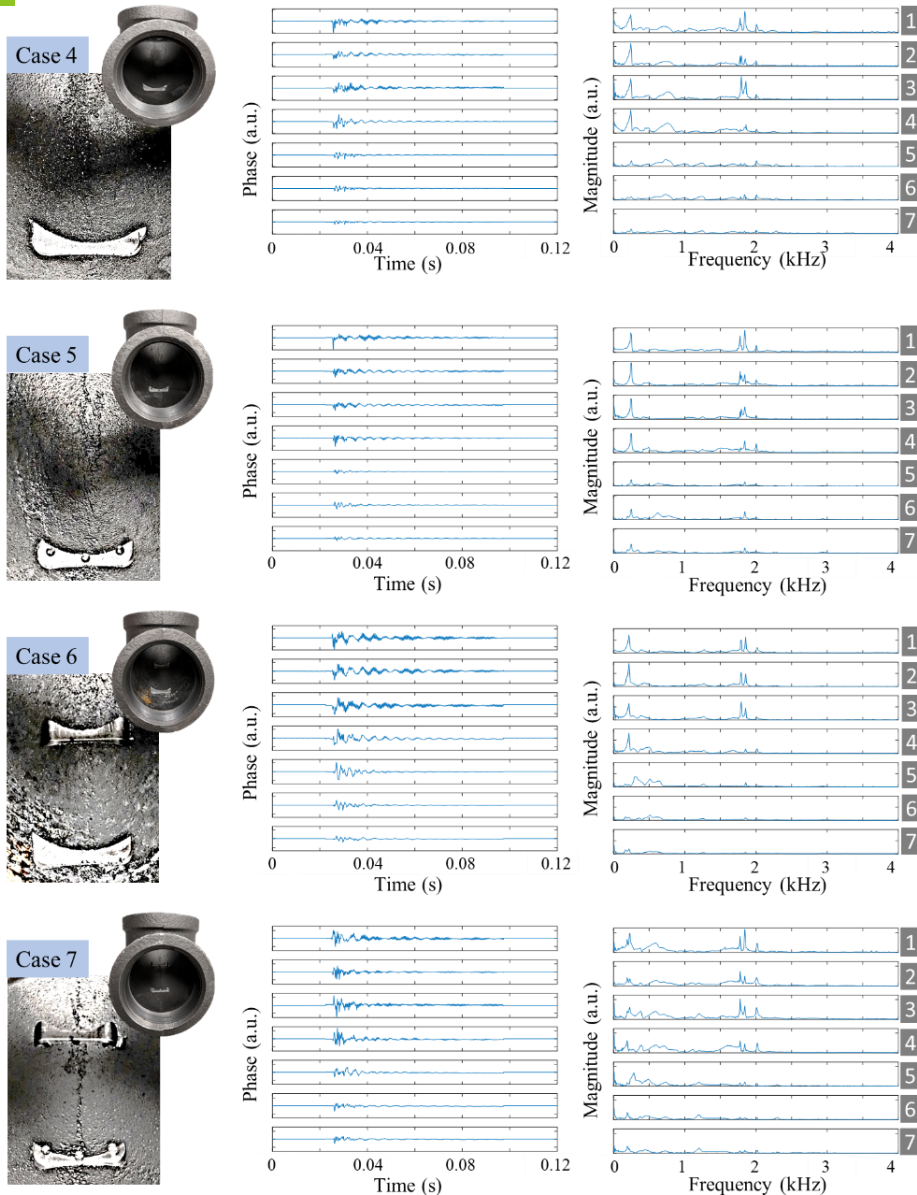 Case 4
Phase (a.u.)
0 0.04 0.08 0.12
Time (s)
Magnitude (a.u.)
0 1 2 3 4
Frequency (kHz)
1
2
3
4
5
6
7
Case 5
Phase (a.u.)
0 0.04 0.08 0.12
Time (s)
Magnitude (a.u.)
0 1 2 3 4
Frequency (kHz)
1
2
3
4
5
6
7
Case 6
Phase (a.u.)
0 0.04 0.08 0.12
Time (s)
Magnitude (a.u.)
0 1 2 3 4
Frequency (kHz)
1
2
3
4
5
6
7
Case 7
Phase (a.u.)
0 0.04 0.08 0.12
Time (s)
Magnitude (a.u.)
0 1 2 3 4
Frequency (kHz)
1
2
3
4
5
6
7